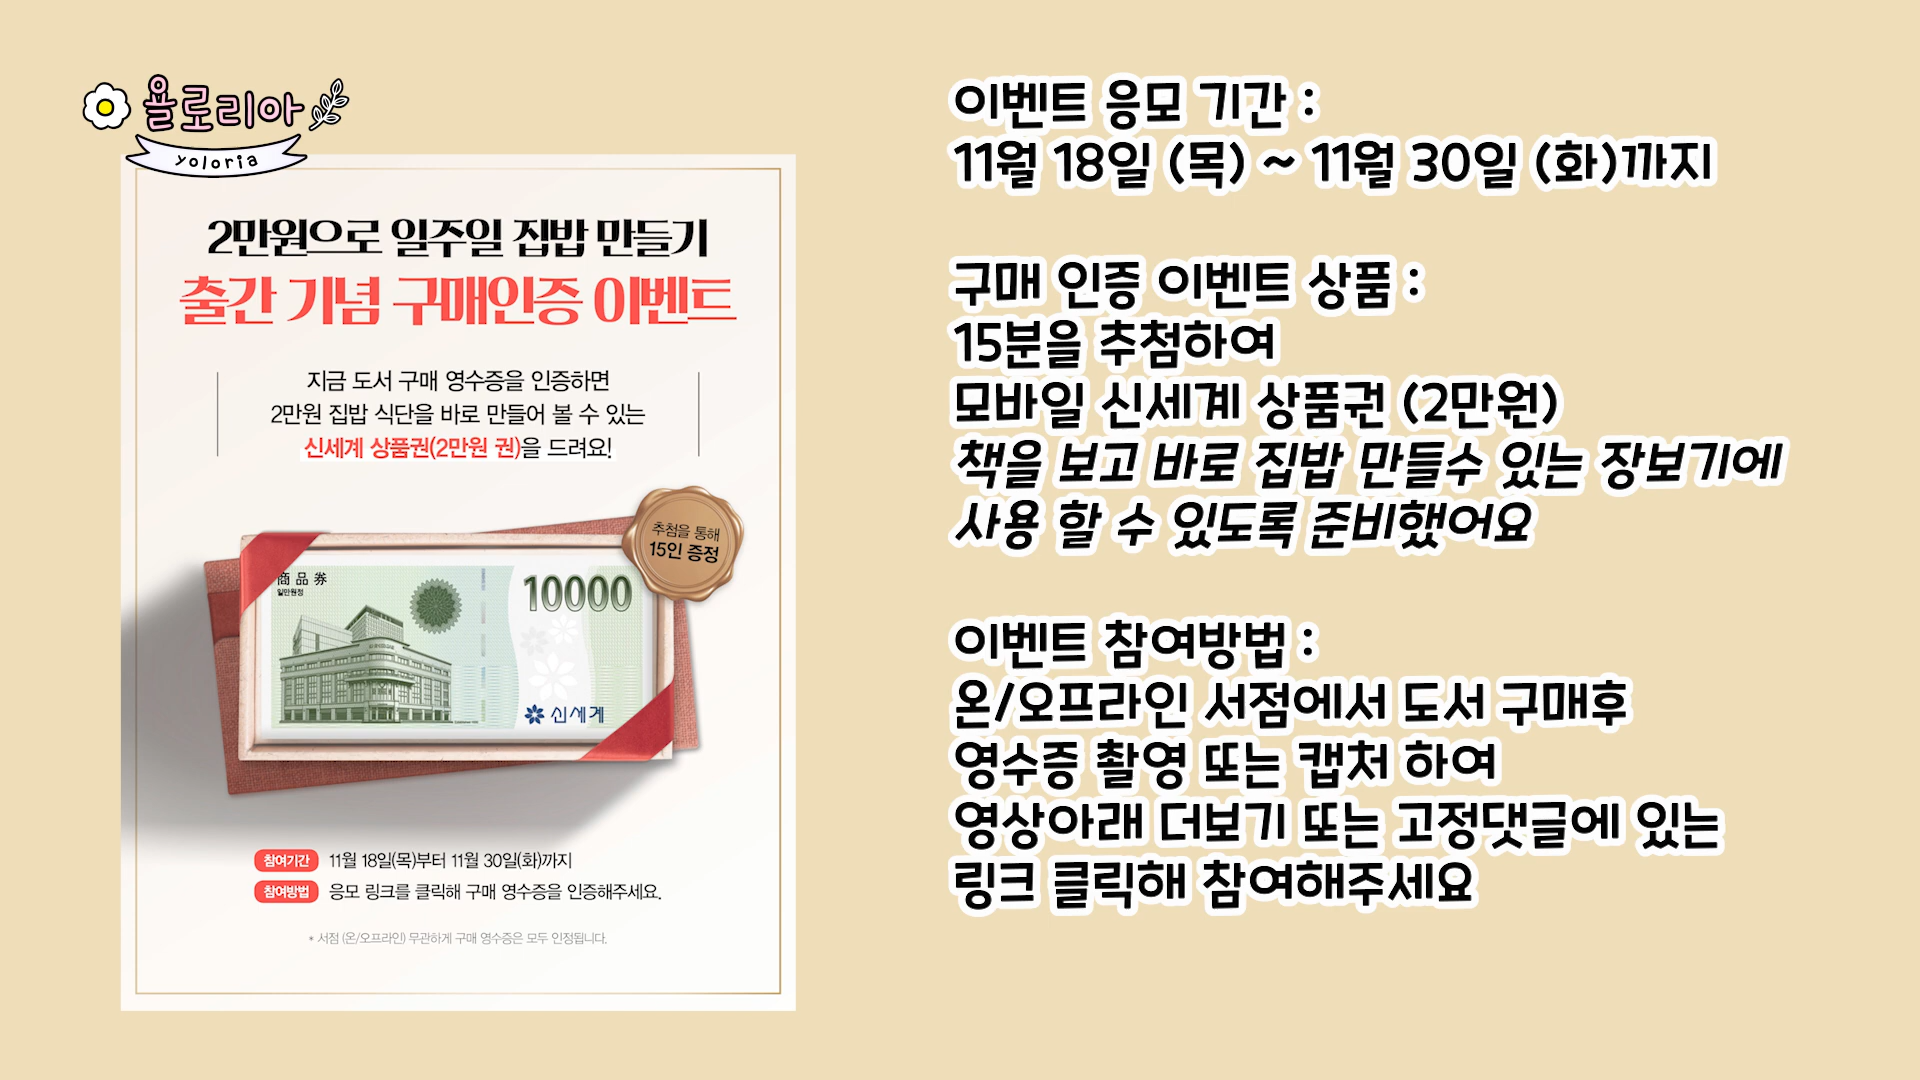 욜로리아
yoloria
2만원으로 일주일 집밥 만들기
출간 기념 구매인증 이벤트
지금 도서 구매 영수증을 인증하면
2만원 집밥 식단을 바로 만들어 볼 수 있는
신세계 상품권(2만원 권)을 드려요!
추첨을 통해
15인 증정
商品券
일만원정
10000
신세계
참여기간 11월 18일(목)부터 11월 30일(화)까지
참여방법 응모 링크를 클릭해 구매 영수증을 인증해주세요.
* 서점 (온/오프라인) 무관하게 구매 영수증은 모두 인정됩니다.
이벤트 응모 기간 :
11월 18일 (목) ~ 11월 30일 (화)까지
구매 인증 이벤트 상품 :
15분을 추첨하여
모바일 신세계 상품권 (2만원)
책을 보고 바로 집밥 만들수 있는 장보기에
사용 할 수 있도록 준비했어요
이벤트 참여방법 :
온/오프라인 서점에서 도서 구매후
영수증 촬영 또는 캡처 하여
영상아래 더보기 또는 고정댓글에 있는
링크 클릭해 참여해주세요